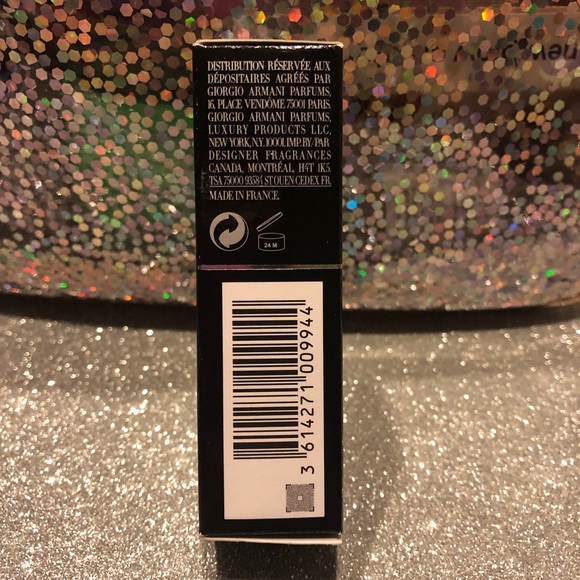 DISTRIBUTION RÉSERVÉE AUX
DÉPOSITAIRES AGRÉÉS PAR
GIORGIO ARMANI PARFUMS,
16, PLACE VENDÔME 75001 PARIS.
GIORGIO ARMANI PARFUMS,
LUXURY PRODUCTS LLC,
NEW YORK, N.Y. 10001. IMP. BY/PAR
DESIGNER FRAGRANCES
CANADA, MONTRÉAL, H4T 1K5.
TSA 75000 93584 ST OUEN CEDEX FR.
MADE IN FRANCE.
24 M
3 614271 009944